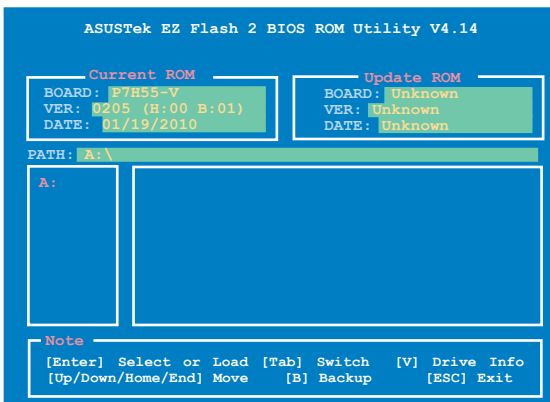 ASUSTek EZ Flash 2 BIOS ROM Utility V4.14
Current ROM
BOARD: P7H55-V
VER: 0205 (H:00 B:01)
DATE: 01/19/2010
Update ROM
BOARD: Unknown
VER: Unknown
DATE: Unknown
PATH: A:\
A:
Note
[Enter] Select or Load [Tab] Switch [V] Drive Info
[Up/Down/Home/End] Move [B] Backup [ESC] Exit